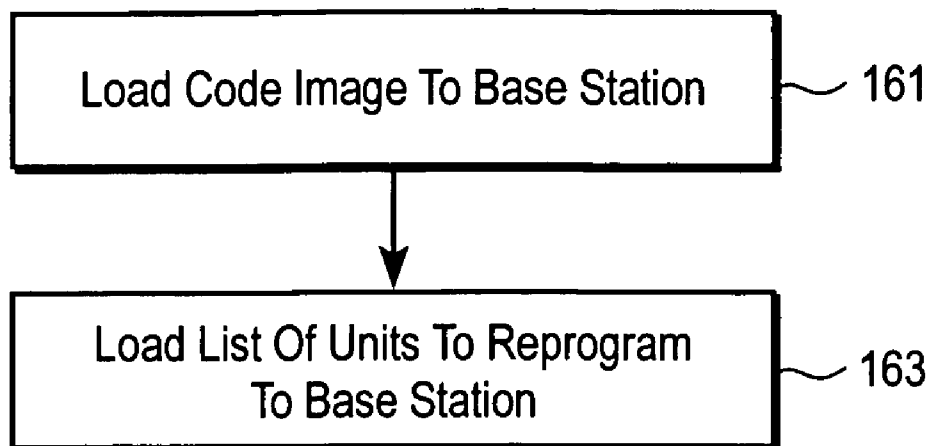 Load Code Image To Base Station
161
Load List Of Units To Reprogram
To Base Station
163